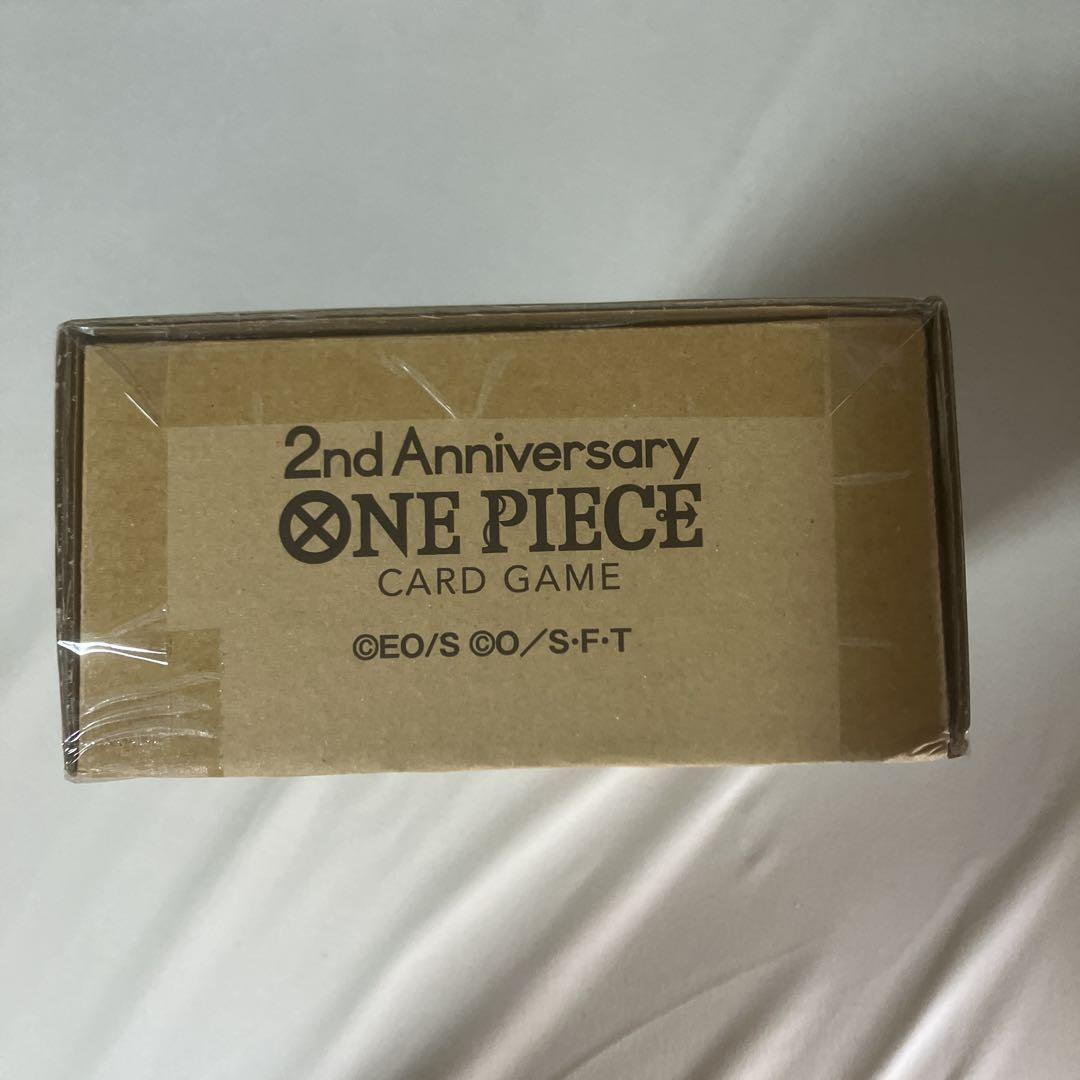 2nd Anniversary
ONE PIECE
CARD GAME
©EO/S ©O／S･F･T